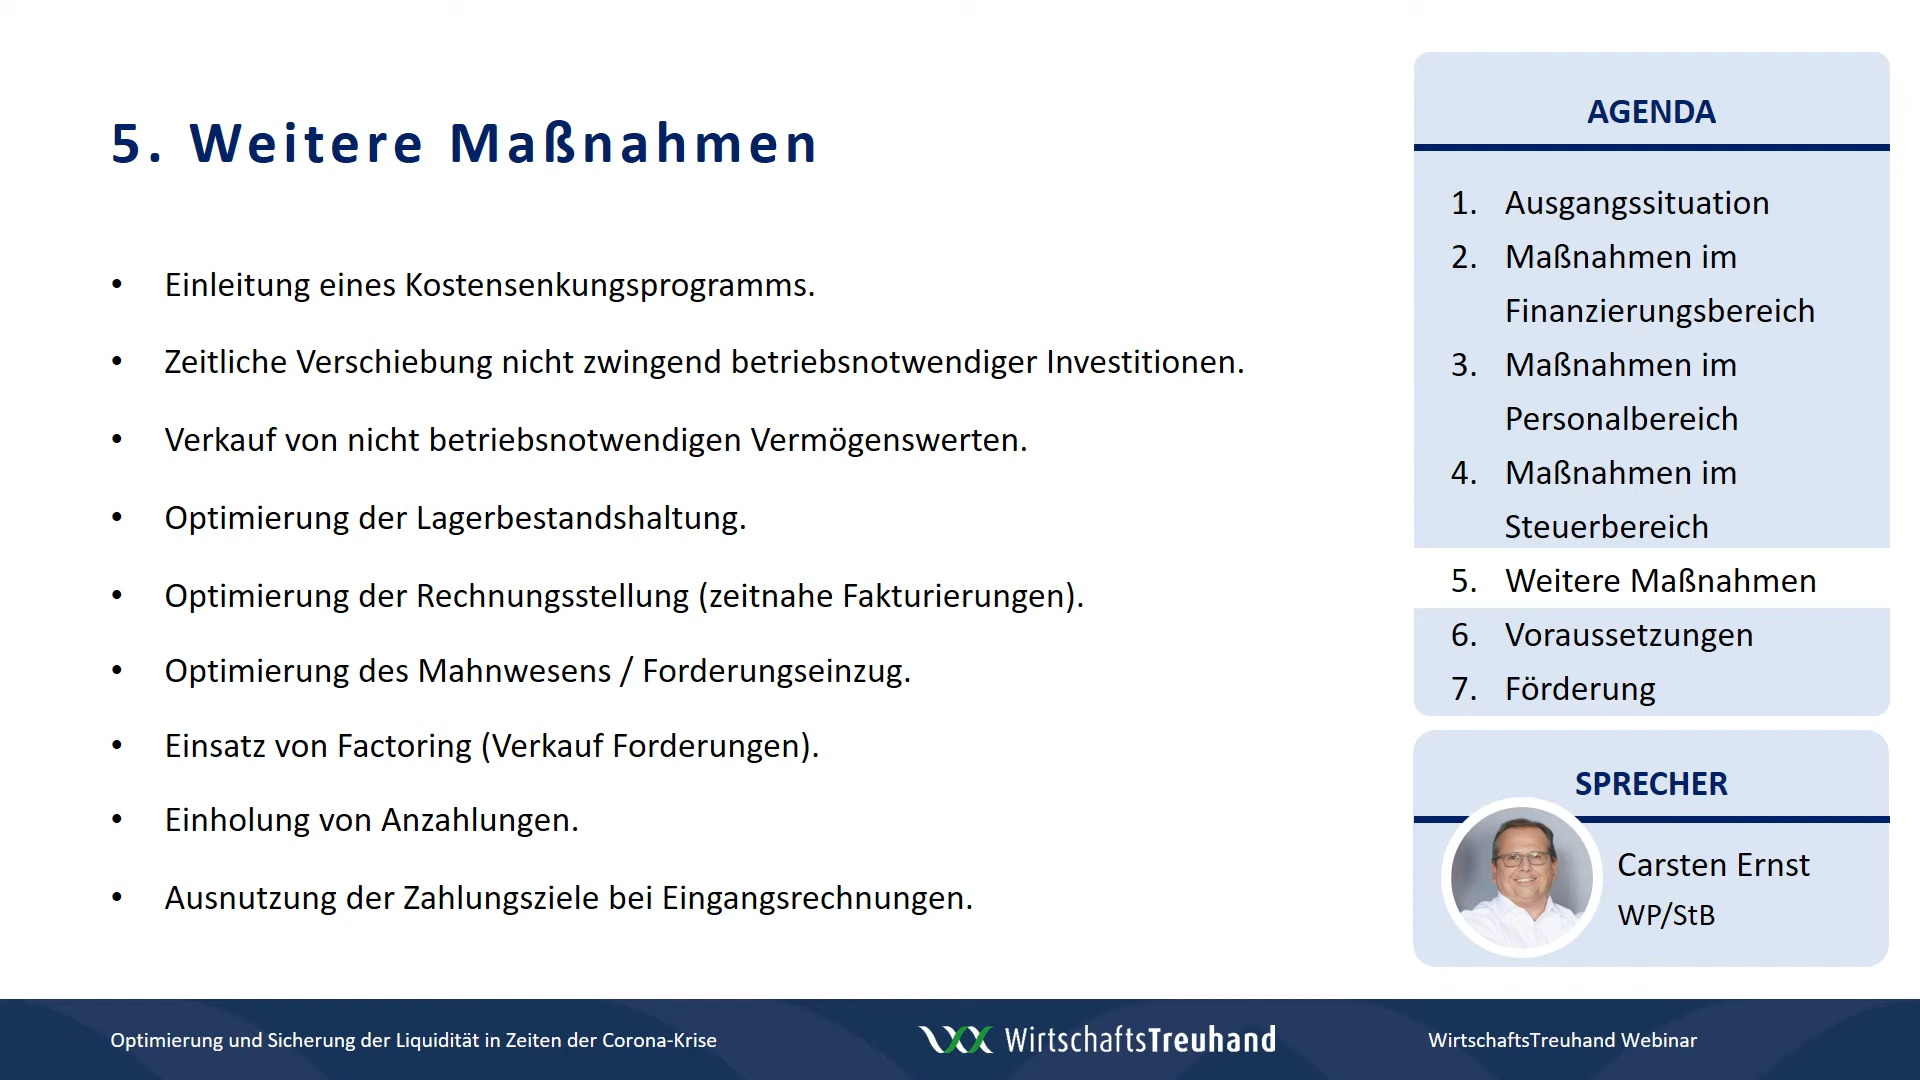 5. Weitere Maßnahmen
• Einleitung eines Kostensenkungsprogramms.
• Zeitliche Verschiebung nicht zwingend betriebsnotwendiger Investitionen.
• Verkauf von nicht betriebsnotwendigen Vermögenswerten.
• Optimierung der Lagerbestandshaltung.
• Optimierung der Rechnungsstellung (zeitnahe Fakturierungen).
• Optimierung des Mahnwesens / Forderungseinzug.
• Einsatz von Factoring (Verkauf Forderungen).
• Einholung von Anzahlungen.
• Ausnutzung der Zahlungsziele bei Eingangsrechnungen.
AGENDA
1. Ausgangssituation
2. Maßnahmen im
Finanzierungsbereich
3. Maßnahmen im
Personalbereich
4. Maßnahmen im
Steuerbereich
5. Weitere Maßnahmen
6. Voraussetzungen
7. Förderung
SPRECHER
Carsten Ernst
WP/StB
Optimierung und Sicherung der Liquidität in Zeiten der Corona-Krise
WirtschaftsTreuhand
WirtschaftsTreuhand Webinar